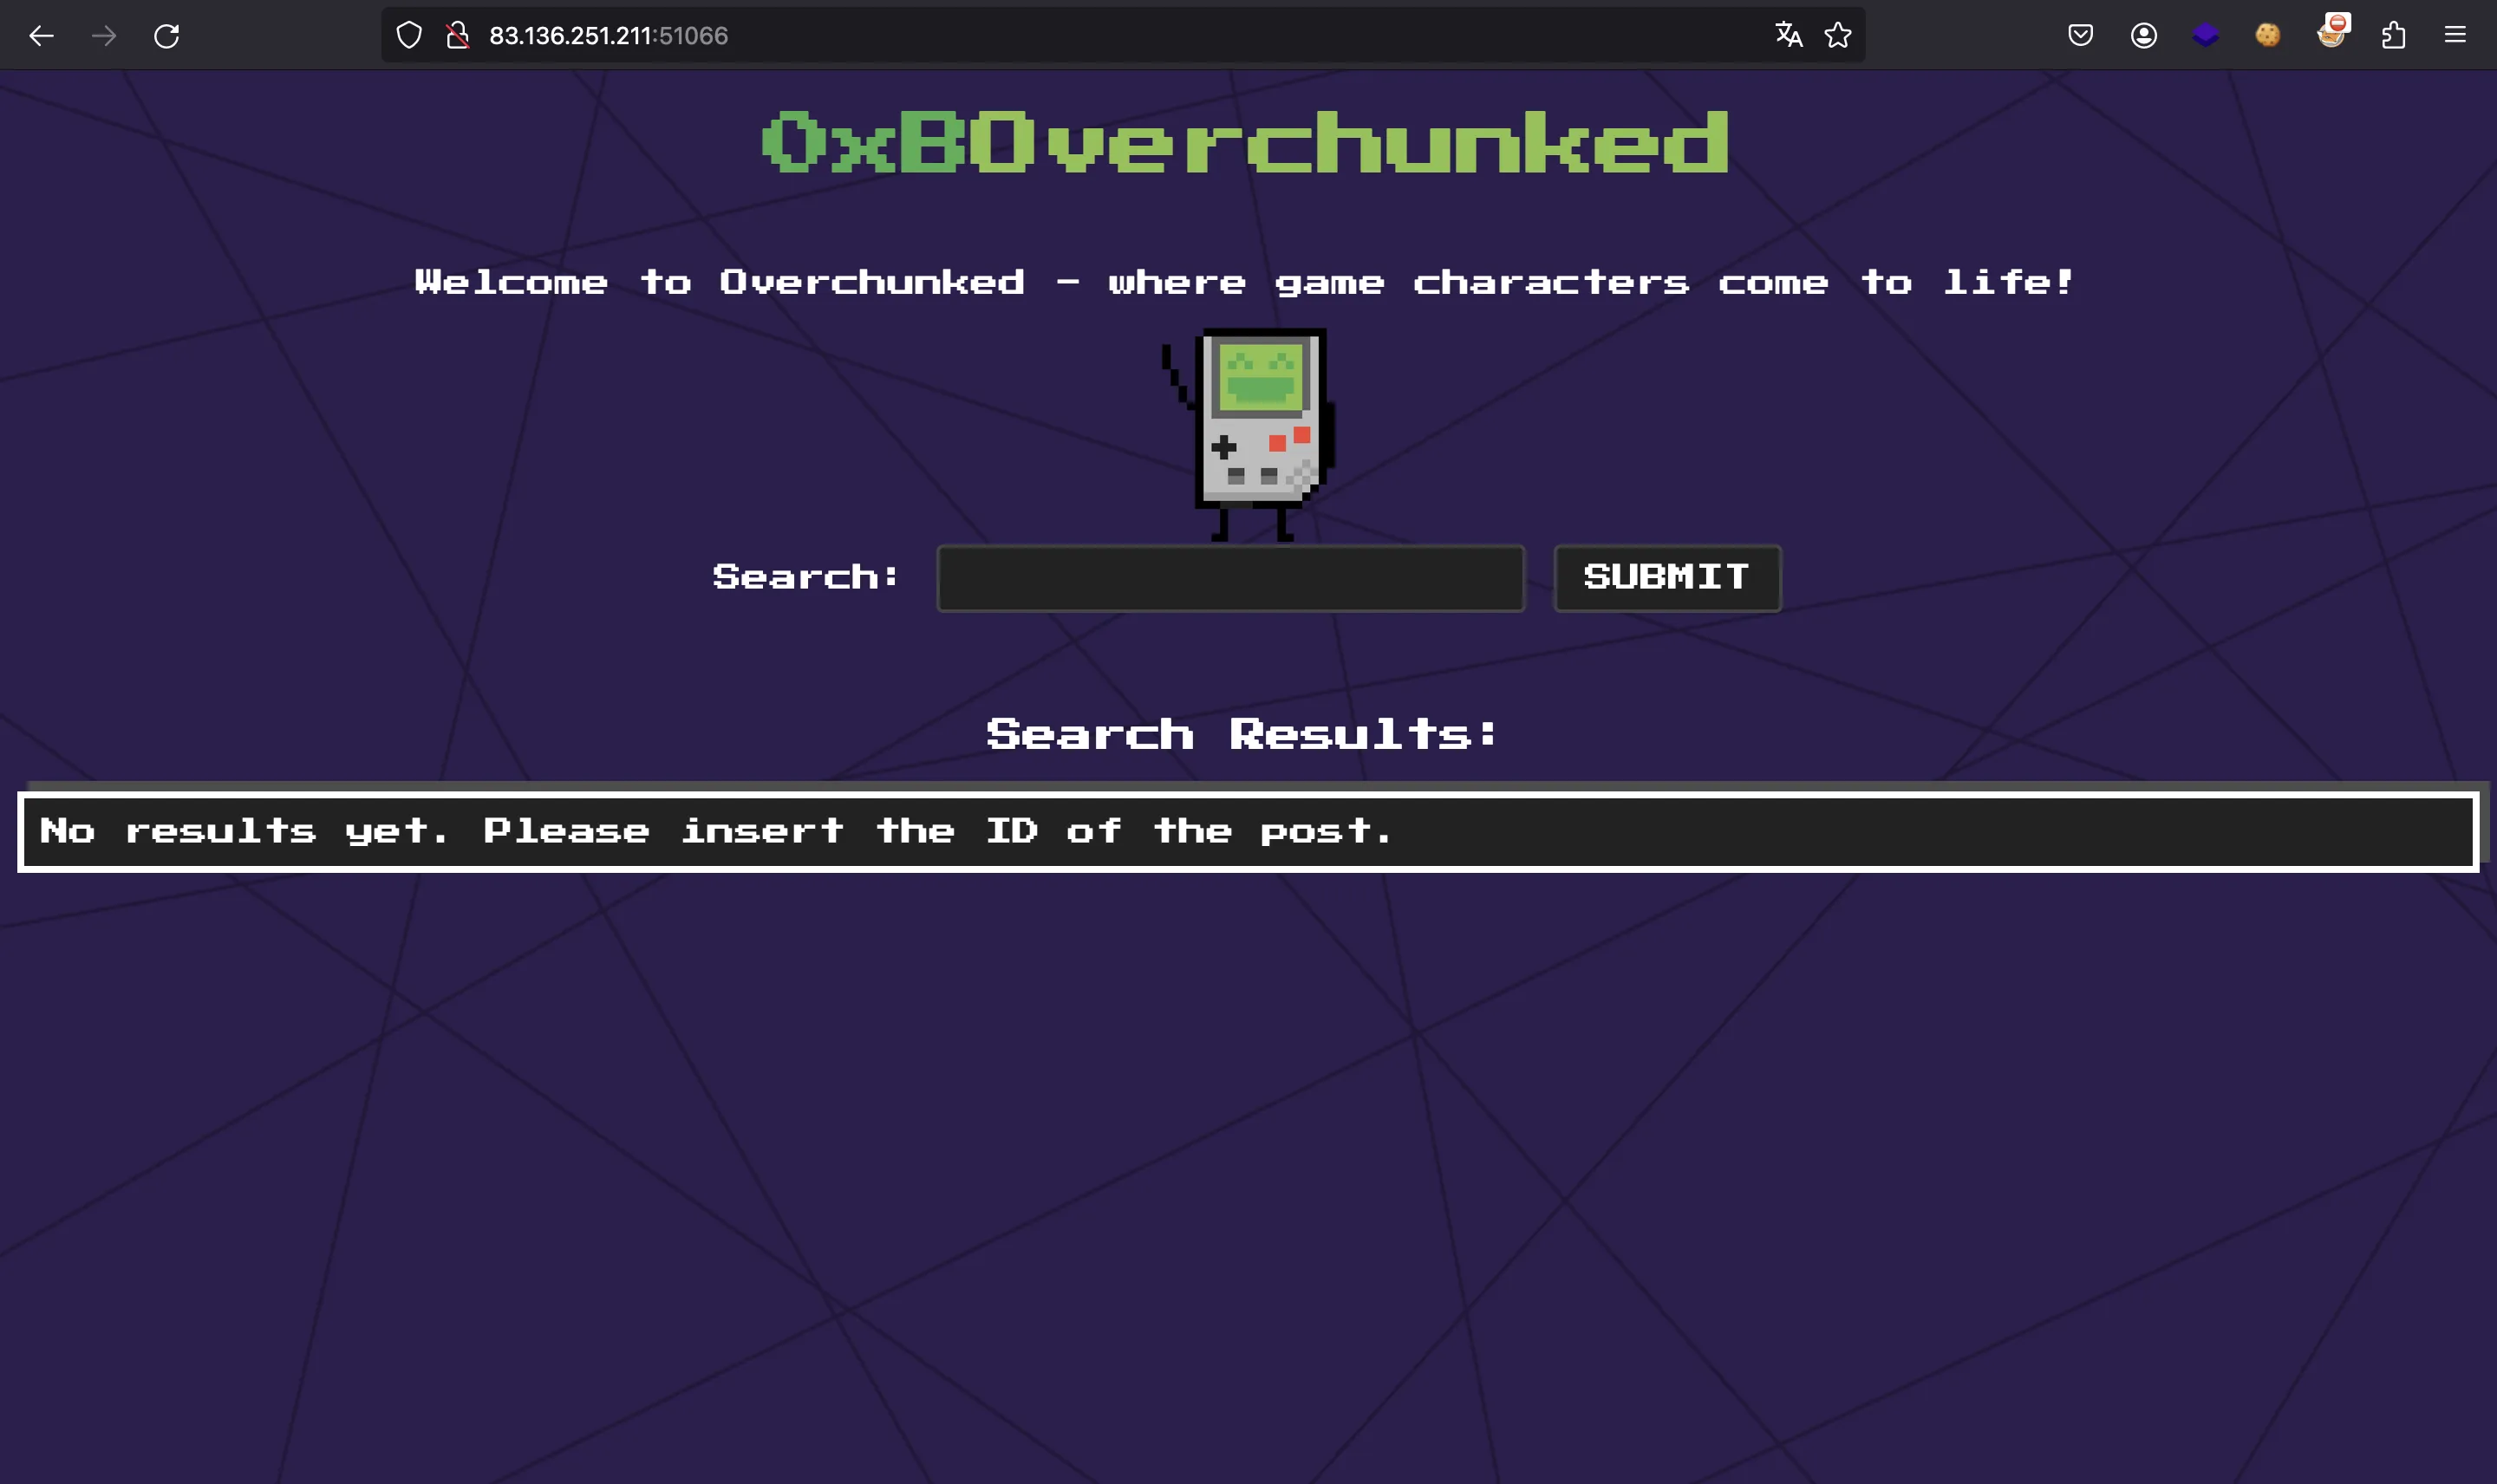 83.136.251.211:51066
0xBOverchunked
Welcome to Overchunked - where game characters come to life!
Search:
SUBMIT
Search Results:
No results yet. Please insert the ID of the post.